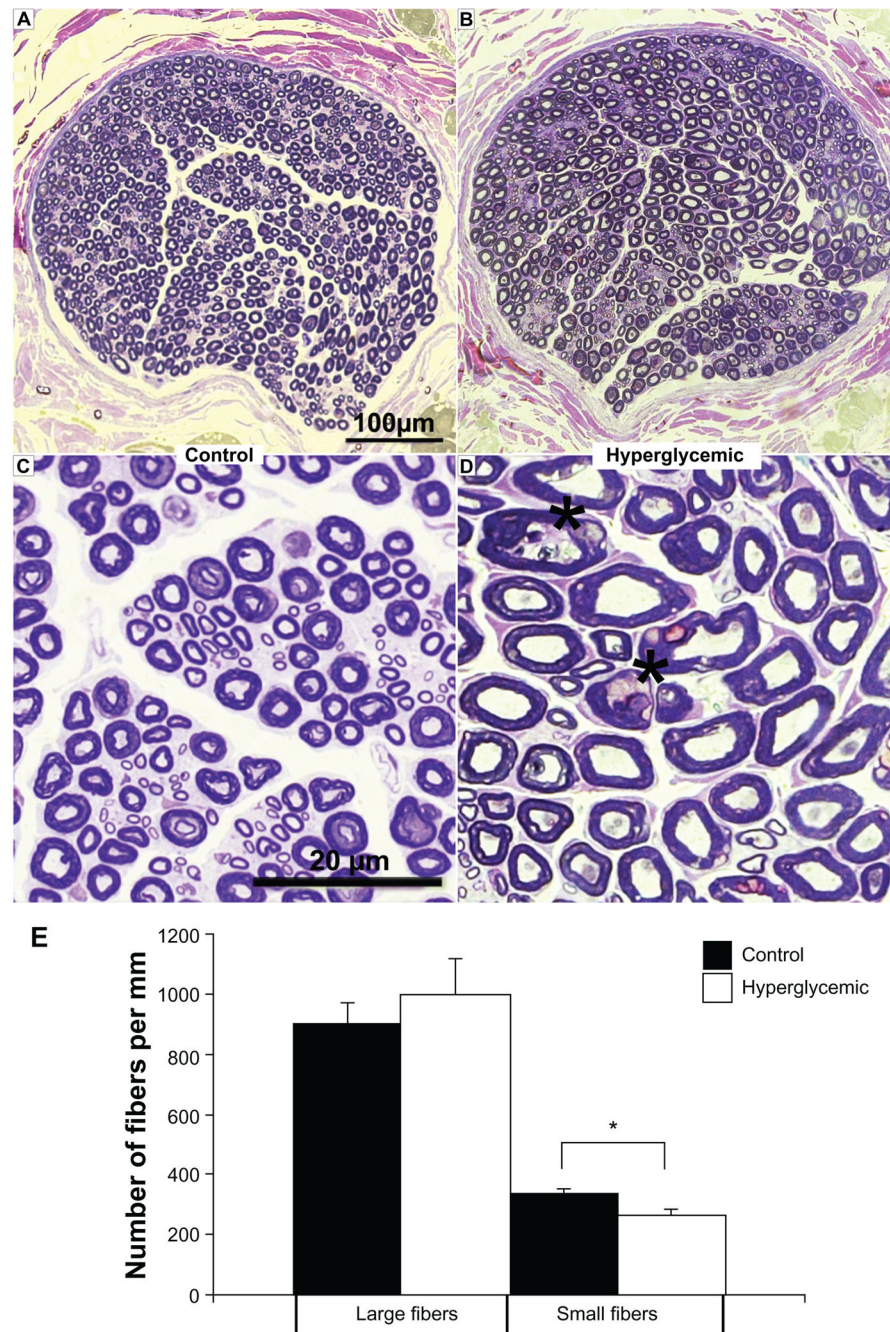 A
B
100µm
Control
Hyperglycemic
C
D
*
*
20 µm
E
Number of fibers per mm
1200
1000
800
600
400
200
0
Control
Hyperglycemic
*
Large fibers
Small fibers